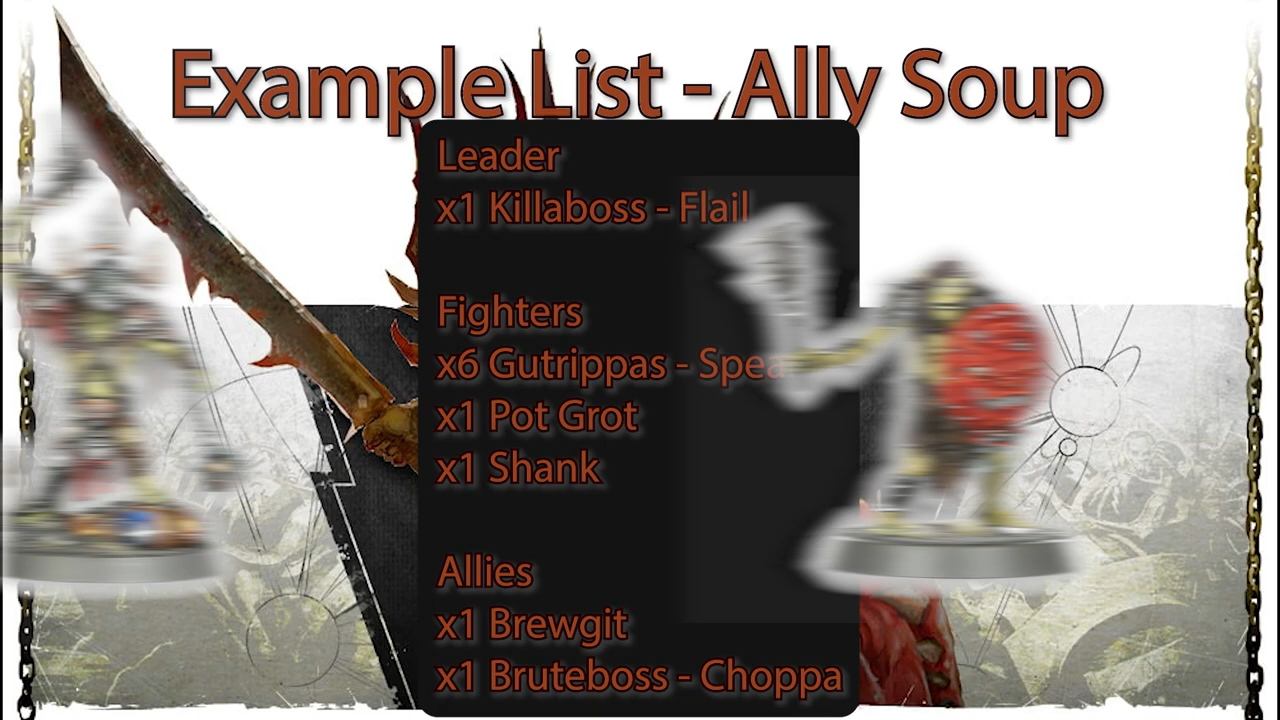 Example List - Ally Soup
Leader
x1 Killaboss - Flail
Fighters
x6 Gutrippas - Spea
x1 Pot Grot
x1 Shank
Allies
x1 Brewgit
x1 Bruteboss - Choppa